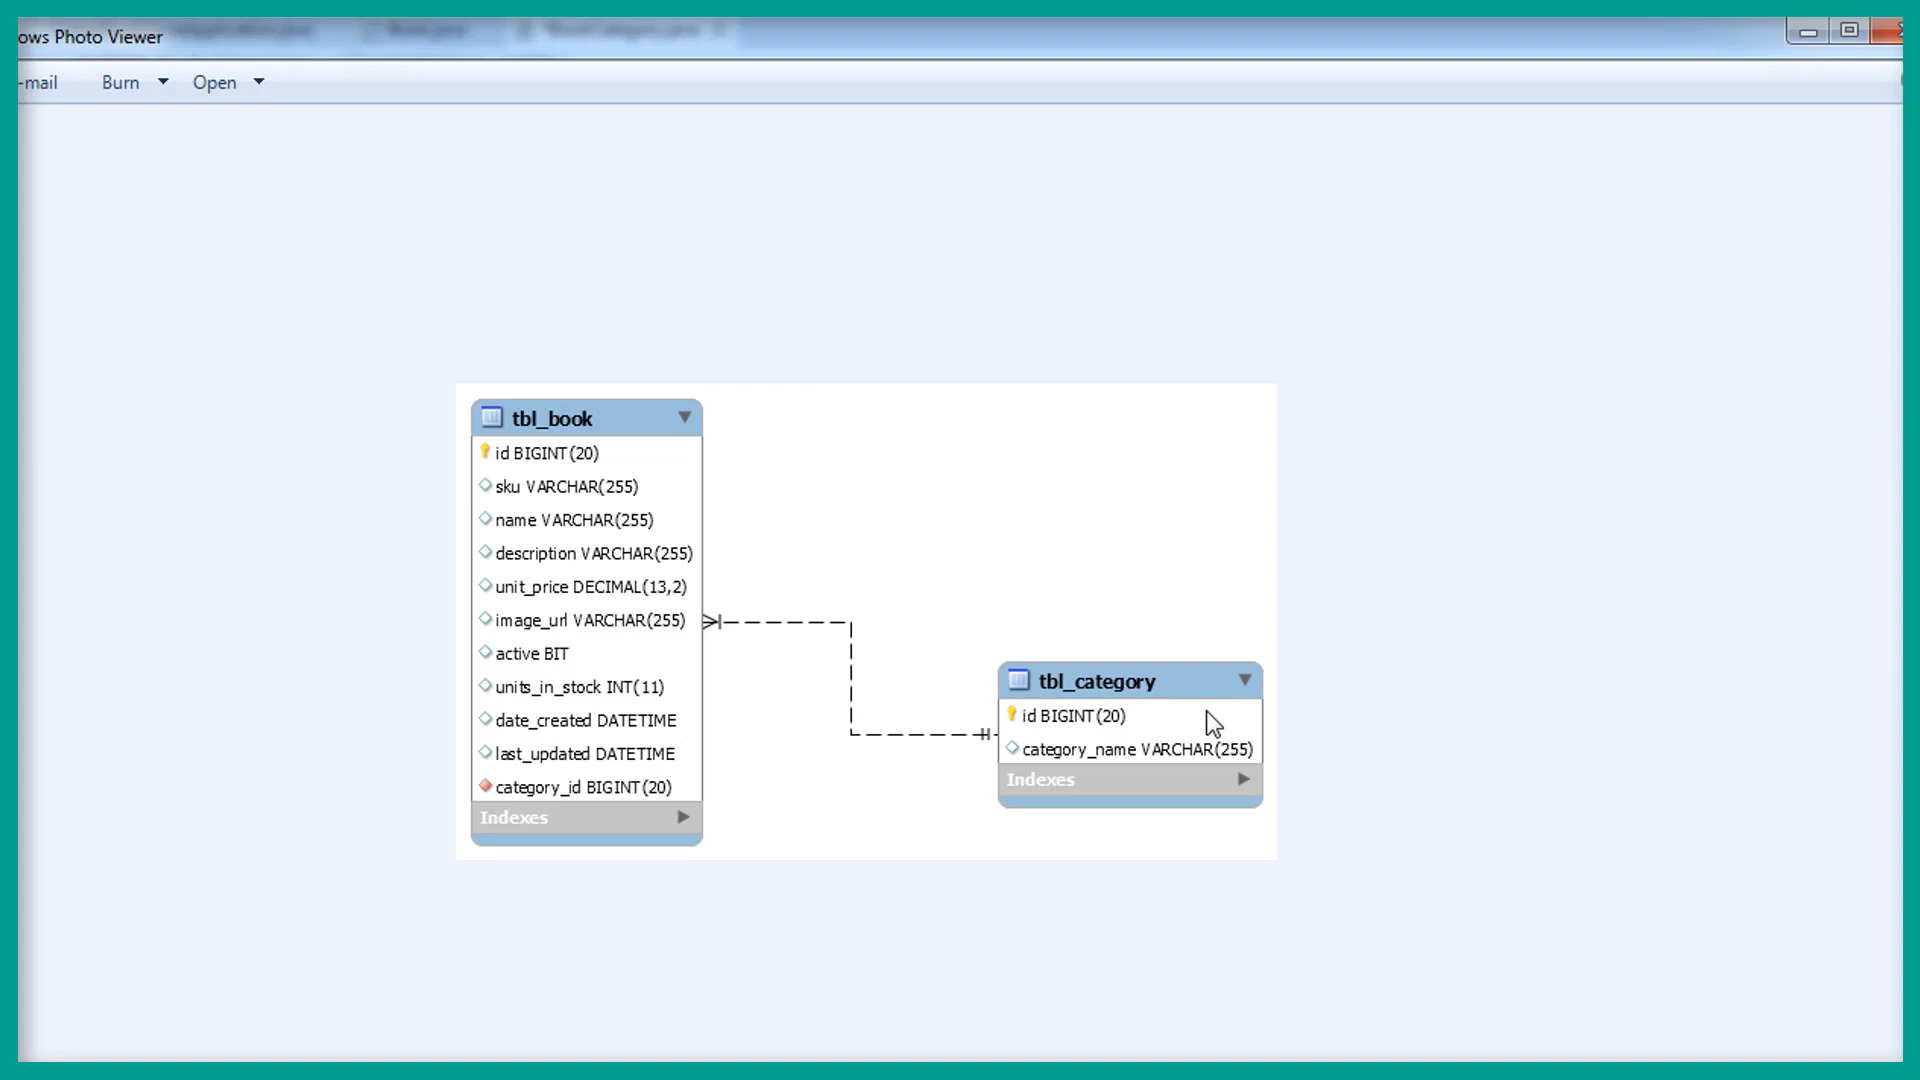 ows Photo Viewer
-mail Burn Open
tbl_book
id BIGINT(20)
sku VARCHAR(255)
name VARCHAR(255)
description VARCHAR(255)
unit_price DECIMAL(13,2)
image_url VARCHAR(255)
active BIT
units_in_stock INT(11)
date_created DATETIME
last_updated DATETIME
category_id BIGINT(20)
Indexes
tbl_category
id BIGINT(20)
category_name VARCHAR(255)
Indexes